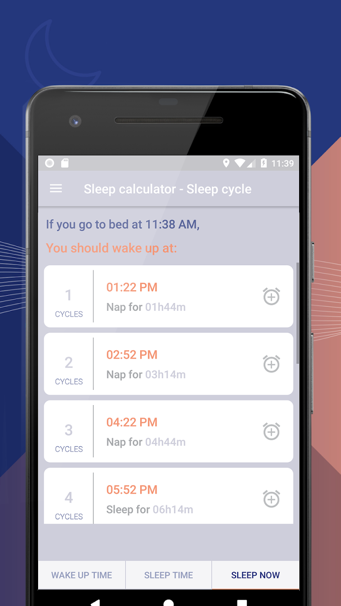 11:39
Sleep calculator - Sleep cycle
If you go to bed at 11:38 AM,
You should wake up at:
1
CYCLES
01:22 PM
Nap for 01h44m
2
CYCLES
02:52 PM
Nap for 03h14m
3
CYCLES
04:22 PM
Nap for 04h44m
4
CYCLES
05:52 PM
Sleep for 06h14m
WAKE UP TIME
SLEEP TIME
SLEEP NOW